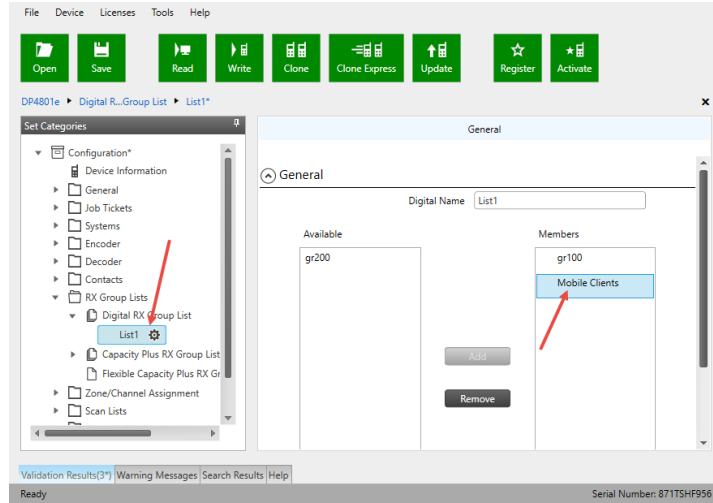 File Device Licenses Tools Help
Open Save Read Write Clone Clone Express Update Register Activate
DP4801e Digital R...Group List List1*
Set Categories
Configuration*
Device Information
General
Job Tickets
Systems
Encoder
Decoder
Contacts
RX Group Lists
Digital RX Group List
List1
Capacity Plus RX Group List
Flexible Capacity Plus RX Gr
Zone/Channel Assignment
Scan Lists
General
General
Digital Name List1
Available Members
gr200 gr100
Mobile Clients
Add
Remove
Validation Results(3*) Warning Messages Search Results Help
Ready Serial Number: 871TSHF956